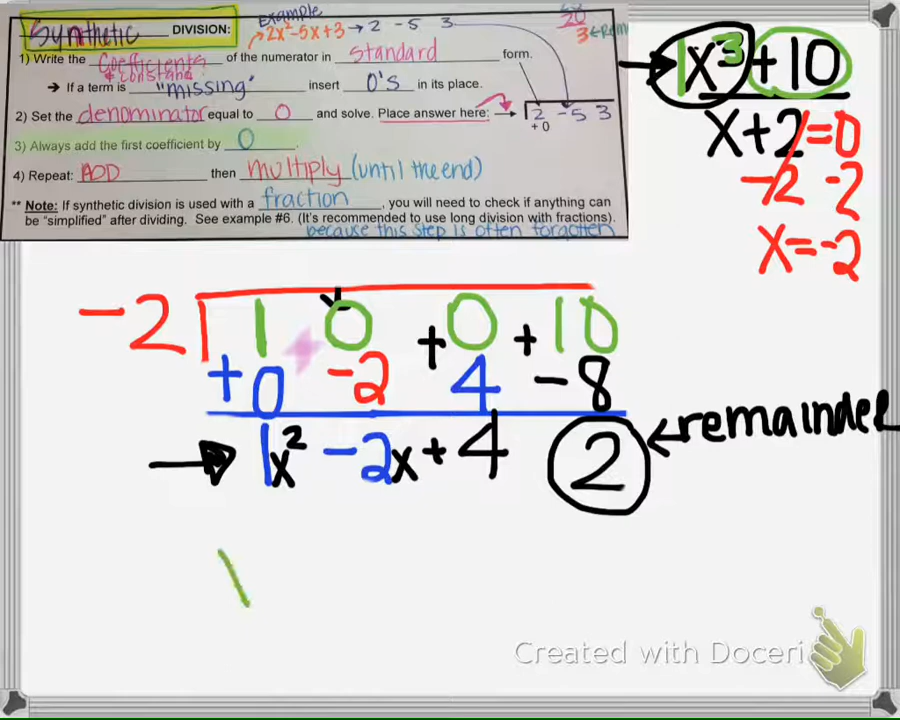 Synthetic DIVISION:
Example
2x²-5x+3 → 2 -5 3
20
3 ← Rem
1) Write the Coefficients & constant of the numerator in standard form.
→ If a term is "missing" insert 0's in its place.
2) Set the denominator equal to 0 and solve. Place answer here: → 2 -5 3
+0
3) Always add the first coefficient by 0.
4) Repeat: ADD then multiply (until the end)
** Note: If synthetic division is used with a fraction, you will need to check if anything can
be "simplified" after dividing. See example #6. (It's recommended to use long division with fractions).
because this step is often forgotten
→ 1x³ + 10
x+2 = 0
-2 -2
x = -2
-2 1 0 + 0 + 10
+ 0 -2 4 - 8
→ 1x² - 2x + 4 2 ← remainder
Created with Doceri